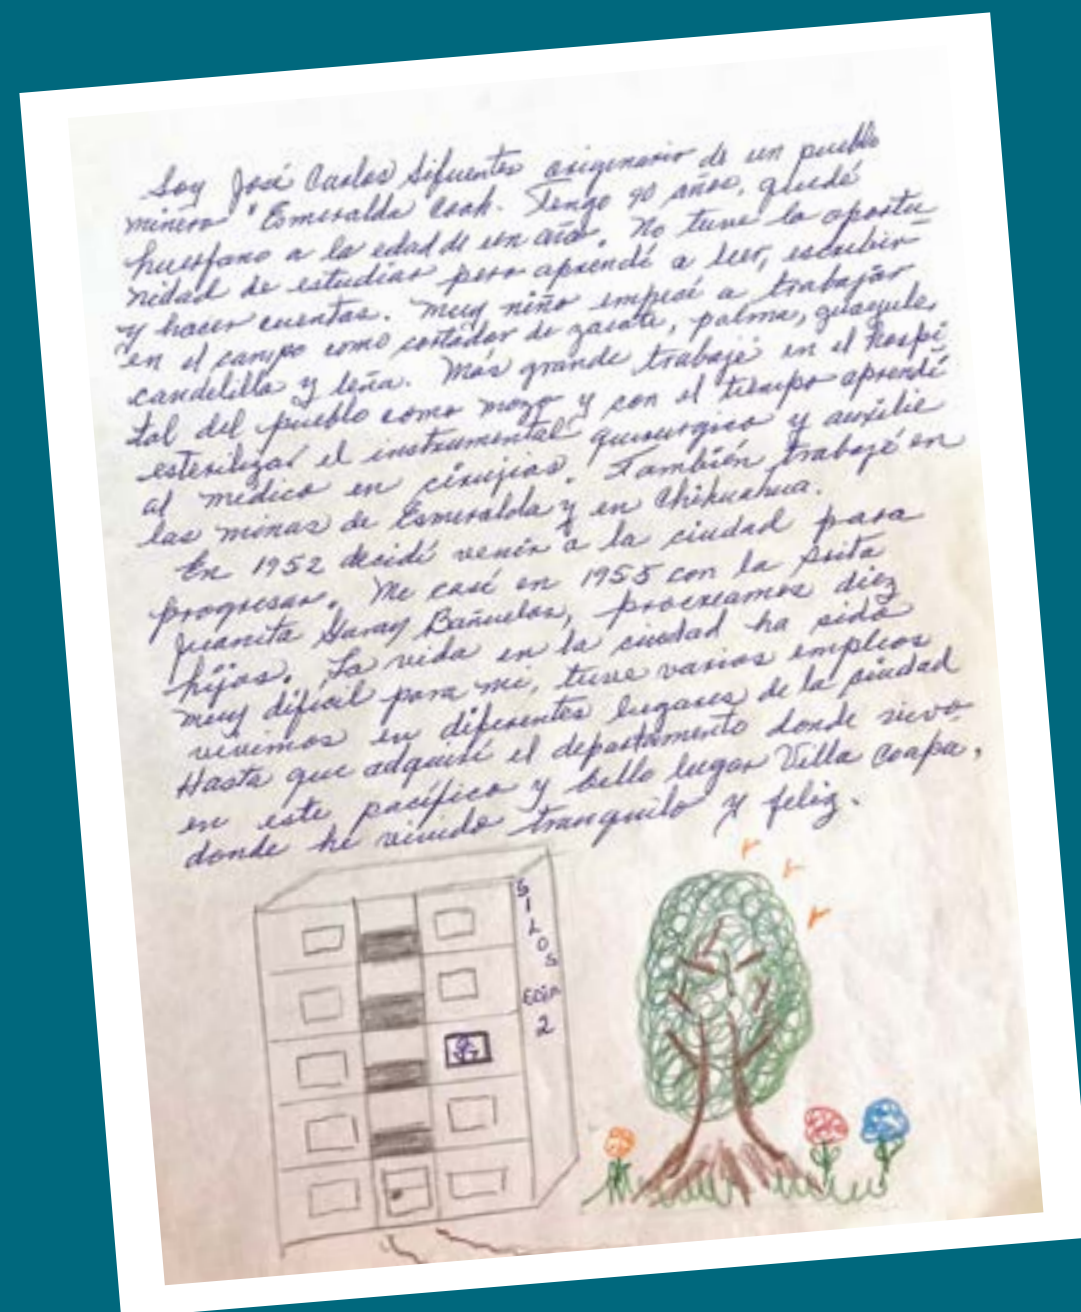 Soy José Carlos Sifuentes originario de un pueblo
minero "Esmeralda Coah. Tengo 90 años, quedé
huerfano a la edad de un año. No tuve la oportu
nidad de estudiar pero aprendí a leer, escribir
y hacer cuentas. Muy niño empecé a trabajar
en el campo como cortador de zacate, palma, guayule,
candelilla y leña. Más grande trabajé en el hospi
tal del pueblo como mozo y con el tiempo aprendí
esterilizar el instrumental quirurgico y auxilie
al médico en cirujias. También trabajé en
las minas de Esmeralda y en Chihuahua.
En 1952 decidí venir a la ciudad para
progresar. Me casé en 1955 con la Srita
Juanita Garay Bañuelos, procreamos diez
hijos. La vida en la ciudad ha sido
muy dificil para mi, tuve varios empleos
vivimos en diferentes lugares de la ciudad
Hasta que adquirí el departamento donde vivo
en este pacífico y bello lugar Villa Coapa,
donde he vivido tranquilo y feliz.
SILOS
EDIF
2